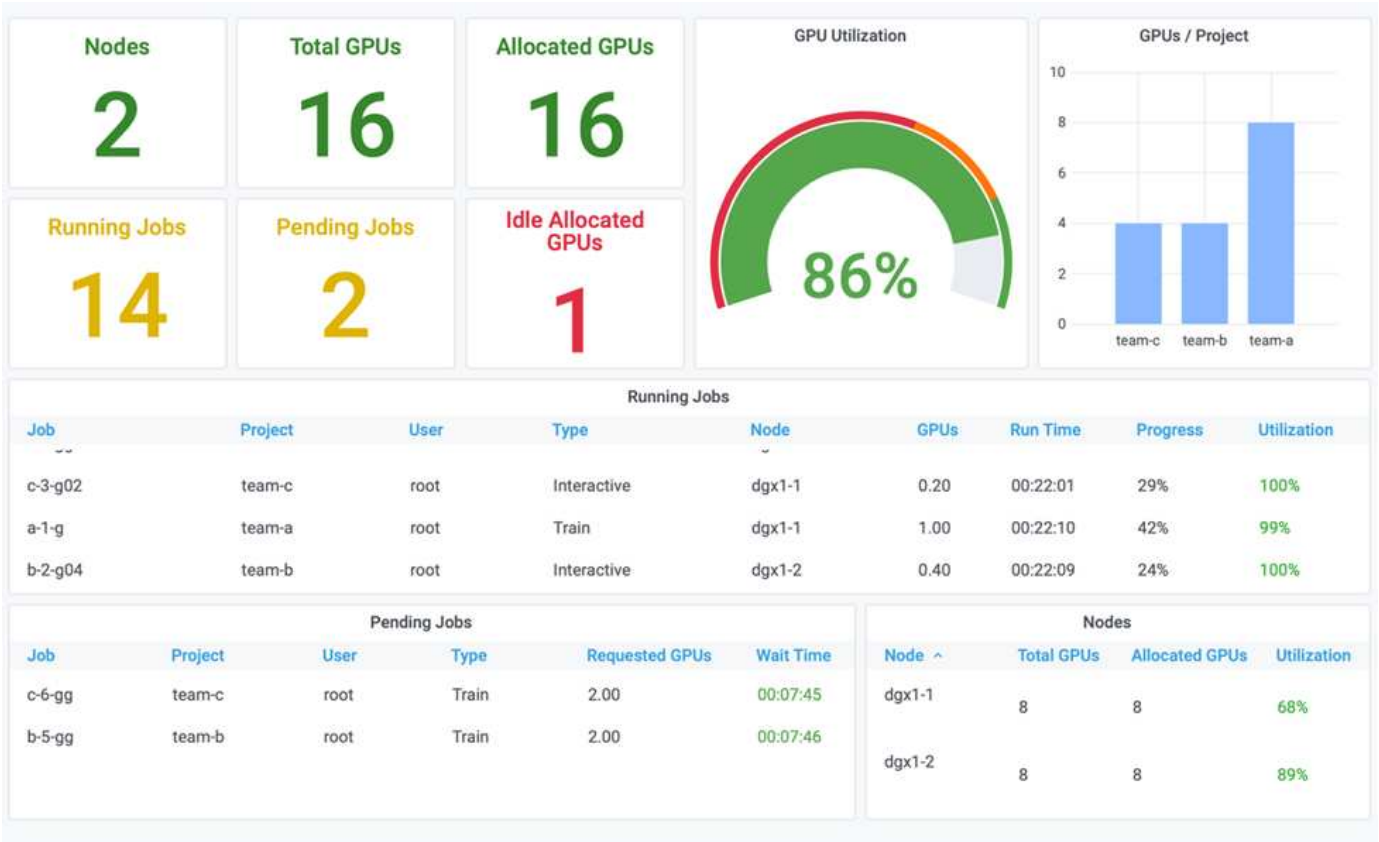 Nodes
2
Total GPUs
16
Allocated GPUs
16
Running Jobs
14
Pending Jobs
2
Idle Allocated
GPUs
1
GPU Utilization
86%
GPUs / Project
10
8
6
4
2
0
team-c team-b team-a
Running Jobs
Job Project User Type Node GPUs Run Time Progress Utilization
c-3-g02 team-c root Interactive dgx1-1 0.20 00:22:01 29% 100%
a-1-g team-a root Train dgx1-1 1.00 00:22:10 42% 99%
b-2-g04 team-b root Interactive dgx1-2 0.40 00:22:09 24% 100%
Pending Jobs
Job Project User Type Requested GPUs Wait Time
c-6-gg team-c root Train 2.00 00:07:45
b-5-gg team-b root Train 2.00 00:07:46
Nodes
Node Total GPUs Allocated GPUs Utilization
dgx1-1 8 8 68%
dgx1-2 8 8 89%